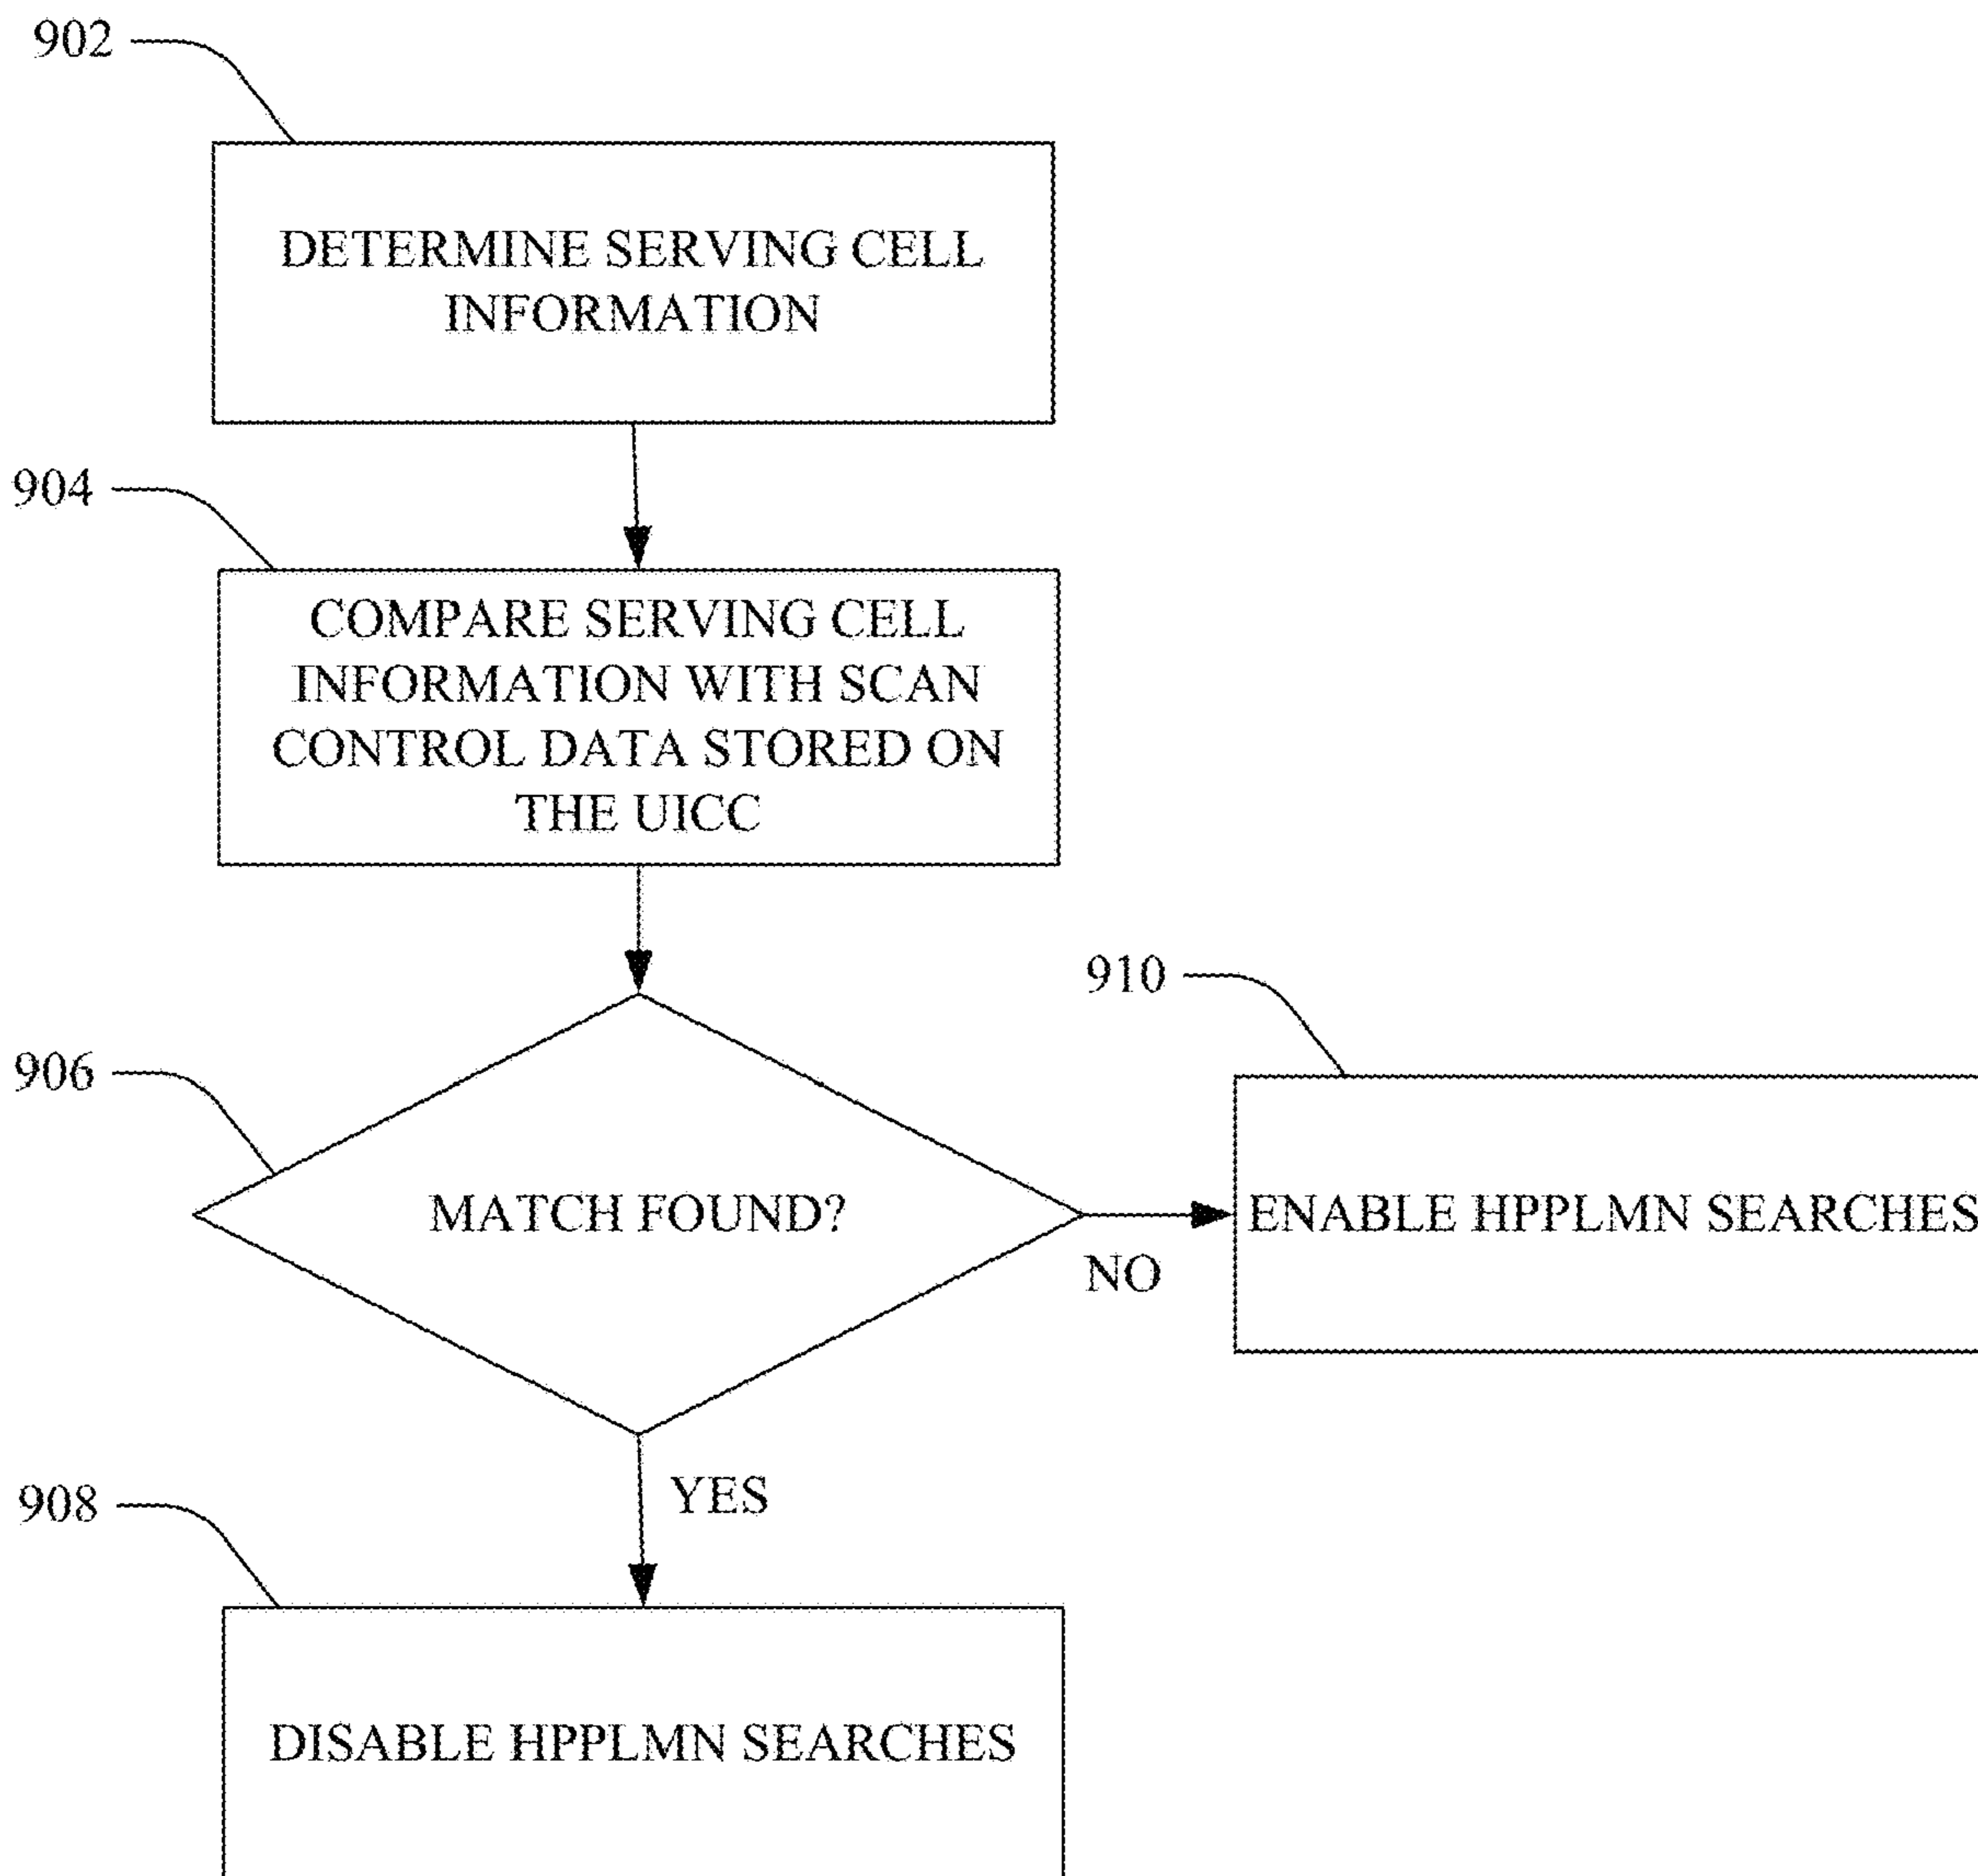 902
DETERMINE SERVING CELL
INFORMATION
904
COMPARE SERVING CELL
INFORMATION WITH SCAN
CONTROL DATA STORED ON
THE UICC
906
MATCH FOUND?
NO
910
ENABLE HPPLMN SEARCHES
YES
908
DISABLE HPPLMN SEARCHES